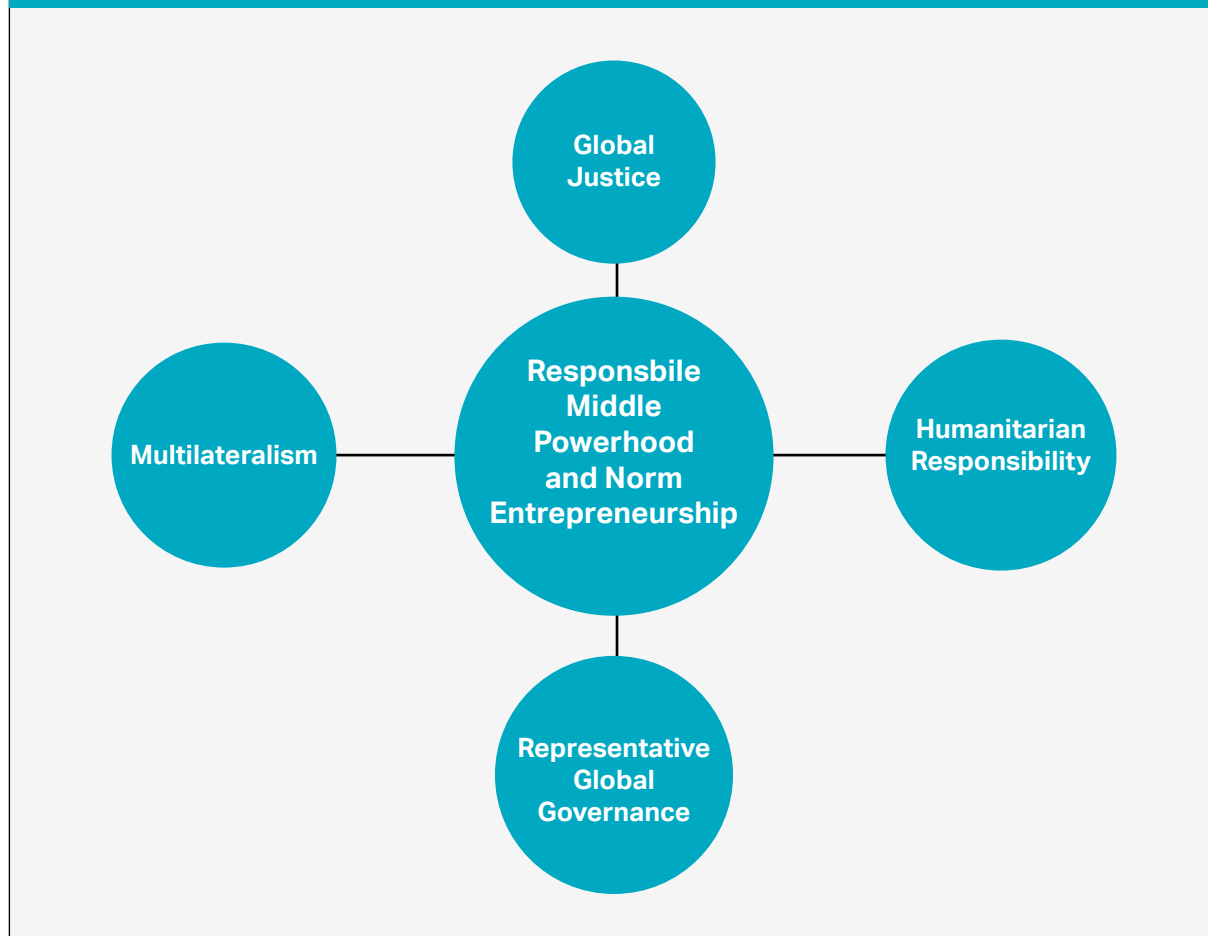 Global
Justice
Responsbile
Middle
Powerhood
and Norm
Entrepreneurship
Multilateralism
Humanitarian
Responsibility
Representative
Global
Governance